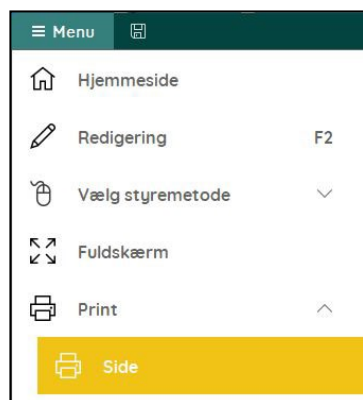 Menu
Hjemmeside
Redigering F2
Vælg styremetode
Fuldskærm
Print
Side